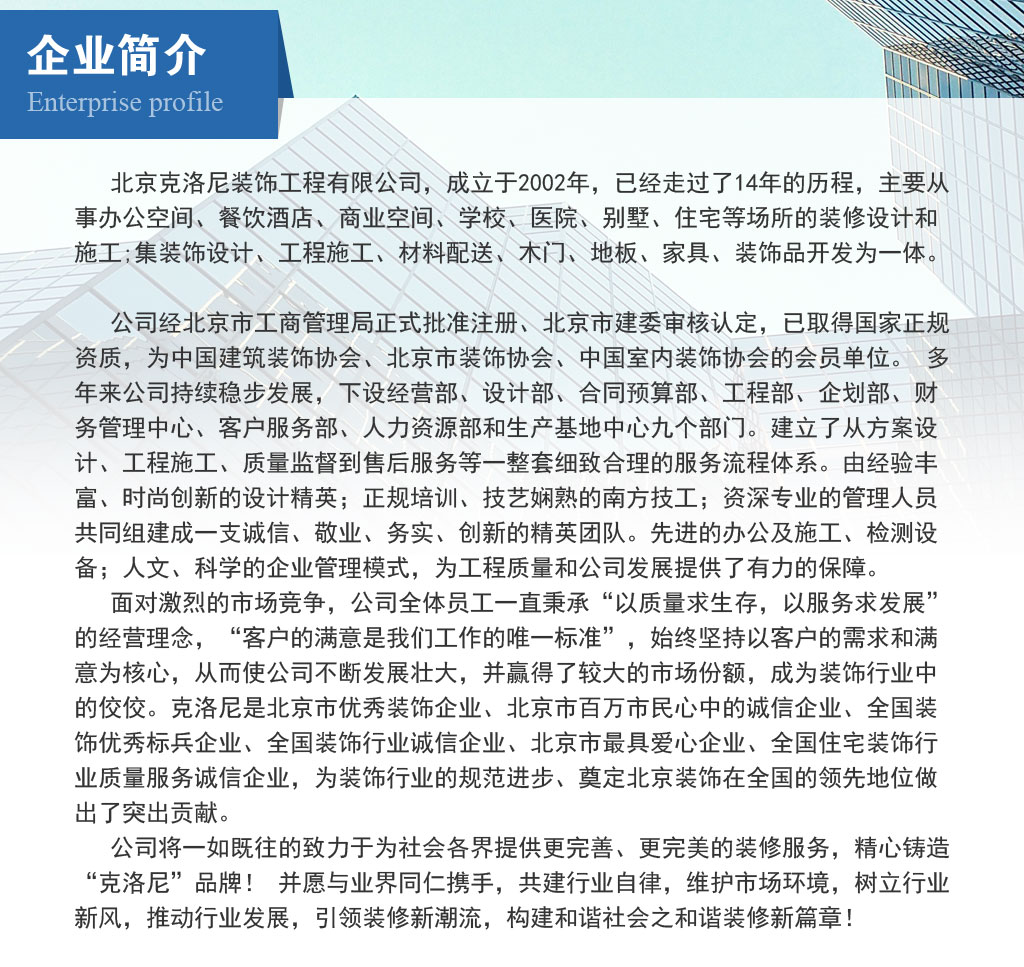 企业简介
Enterprise profile
北京克洛尼装饰工程有限公司，成立于2002年，已经走过了14年的历程，主要从
事办公空间、餐饮酒店、商业空间、学校、医院、别墅、住宅等场所的装修设计和
施工;集装饰设计、工程施工、材料配送、木门、地板、家具、装饰品开发为一体。
公司经北京市工商管理局正式批准注册、北京市建委审核认定，已取得国家正规
资质，为中国建筑装饰协会、北京市装饰协会、中国室内装饰协会的会员单位。 多
年来公司持续稳步发展，下设经营部、设计部、合同预算部、工程部、企划部、财
务管理中心、客户服务部、人力资源部和生产基地中心九个部门。建立了从方案设
计、工程施工、质量监督到售后服务等一整套细致合理的服务流程体系。由经验丰
富、时尚创新的设计精英；正规培训、技艺娴熟的南方技工；资深专业的管理人员
共同组建成一支诚信、敬业、务实、创新的精英团队。先进的办公及施工、检测设
备；人文、科学的企业管理模式，为工程质量和公司发展提供了有力的保障。
面对激烈的市场竞争，公司全体员工一直秉承“以质量求生存，以服务求发展”
的经营理念，“客户的满意是我们工作的唯一标准”，始终坚持以客户的需求和满
意为核心，从而使公司不断发展壮大，并赢得了较大的市场份额，成为装饰行业中
的佼佼。克洛尼是北京市优秀装饰企业、北京市百万市民心中的诚信企业、全国装
饰优秀标兵企业、全国装饰行业诚信企业、北京市最具爱心企业、全国住宅装饰行
业质量服务诚信企业，为装饰行业的规范进步、奠定北京装饰在全国的领先地位做
出了突出贡献。
公司将一如既往的致力于为社会各界提供更完善、更完美的装修服务，精心铸造
“克洛尼”品牌！ 并愿与业界同仁携手，共建行业自律，维护市场环境，树立行业
新风，推动行业发展，引领装修新潮流，构建和谐社会之和谐装修新篇章！